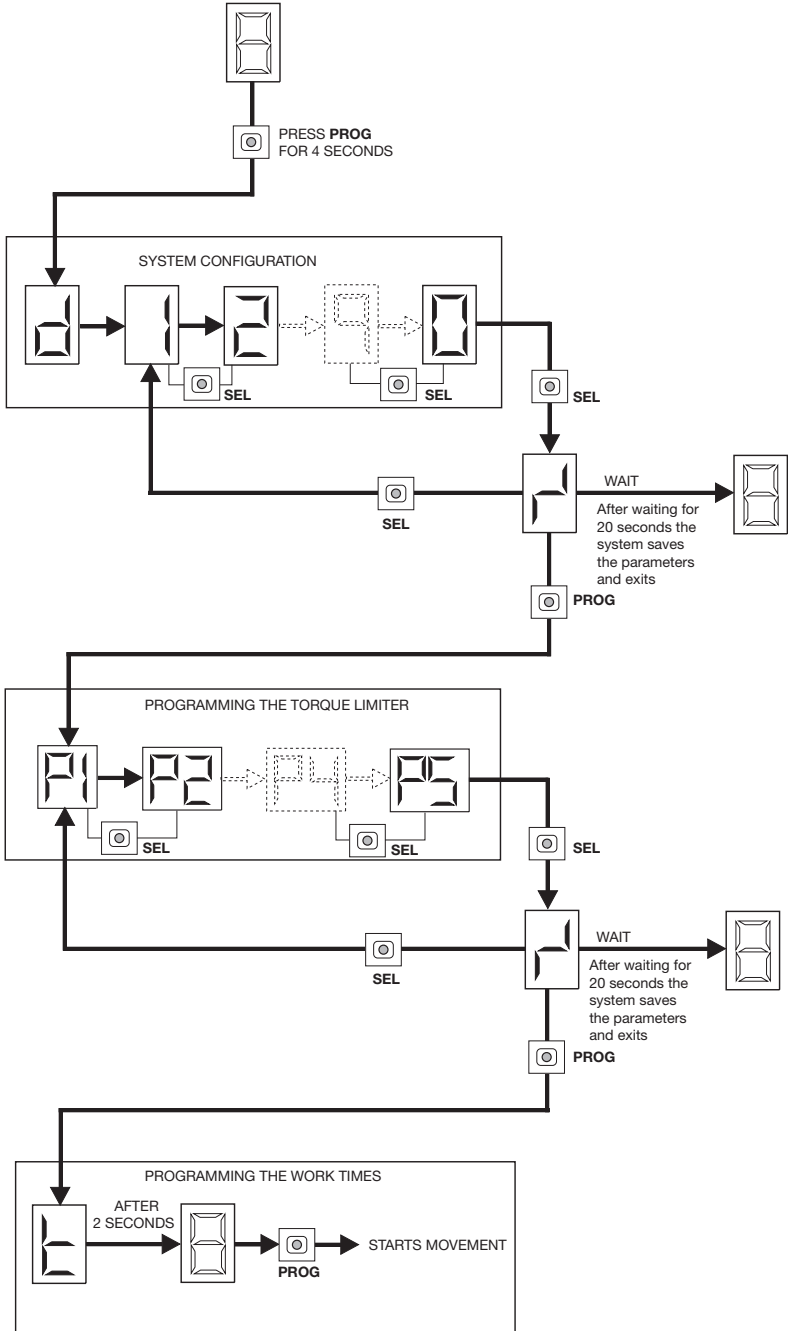 PRESS PROG
FOR 4 SECONDS
SYSTEM CONFIGURATION
d 1 2 9 0
SEL
SEL
SEL
WAIT
After waiting for
20 seconds the
system saves
the parameters
and exits
SEL
PROG
PROGRAMMING THE TORQUE LIMITER
P1 P2 P4 P5
SEL
SEL
SEL
WAIT
After waiting for
20 seconds the
system saves
the parameters
and exits
SEL
PROG
PROGRAMMING THE WORK TIMES
AFTER
2 SECONDS
t
STARTS MOVEMENT
PROG